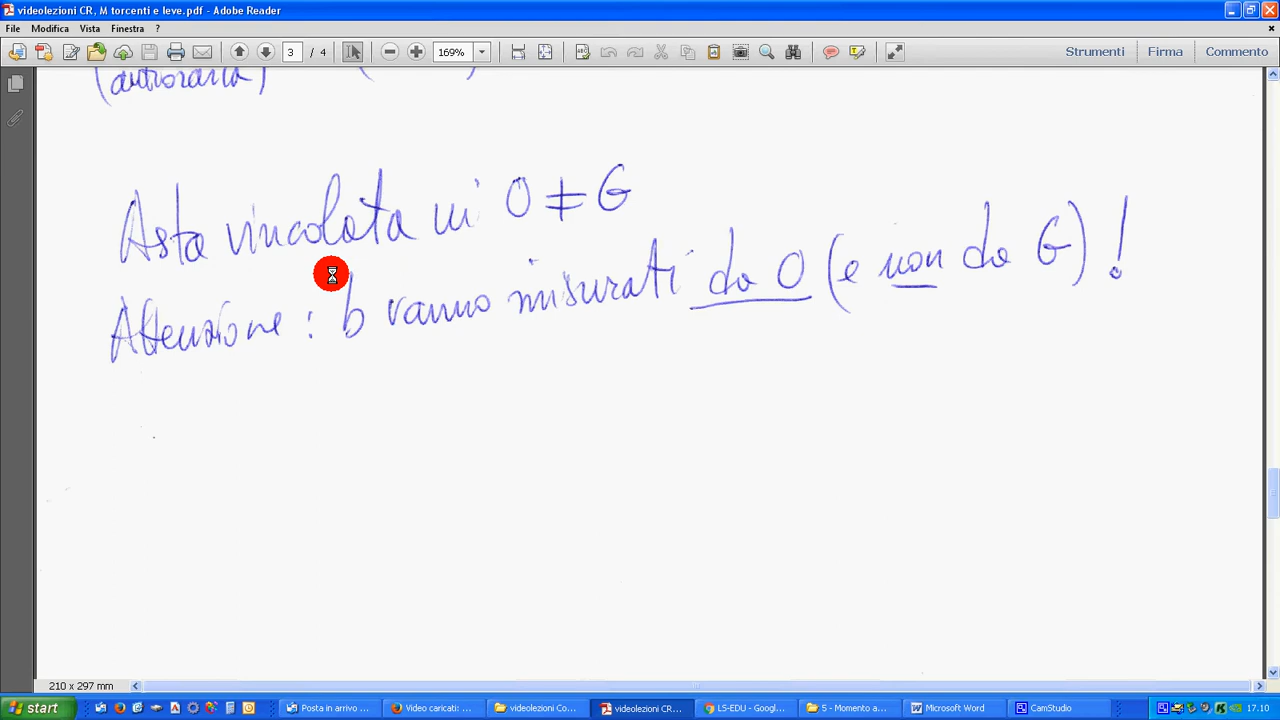 videolezioni CR, M torcenti e leve.pdf - Adobe Reader
File Modifica Vista Finestra ?
3 / 4 169% Strumenti Firma Commento
(antioraria)
Asta vincolata in O ≠ G
Attenzione : b vanno misurati da O (e non da G) !
210 x 297 mm
start Posta in arrivo ... Video caricati: ... videolezioni Co... videolezioni CR... LS-EDU - Googl... 5 - Momento a... Microsoft Word CamStudio 17.10